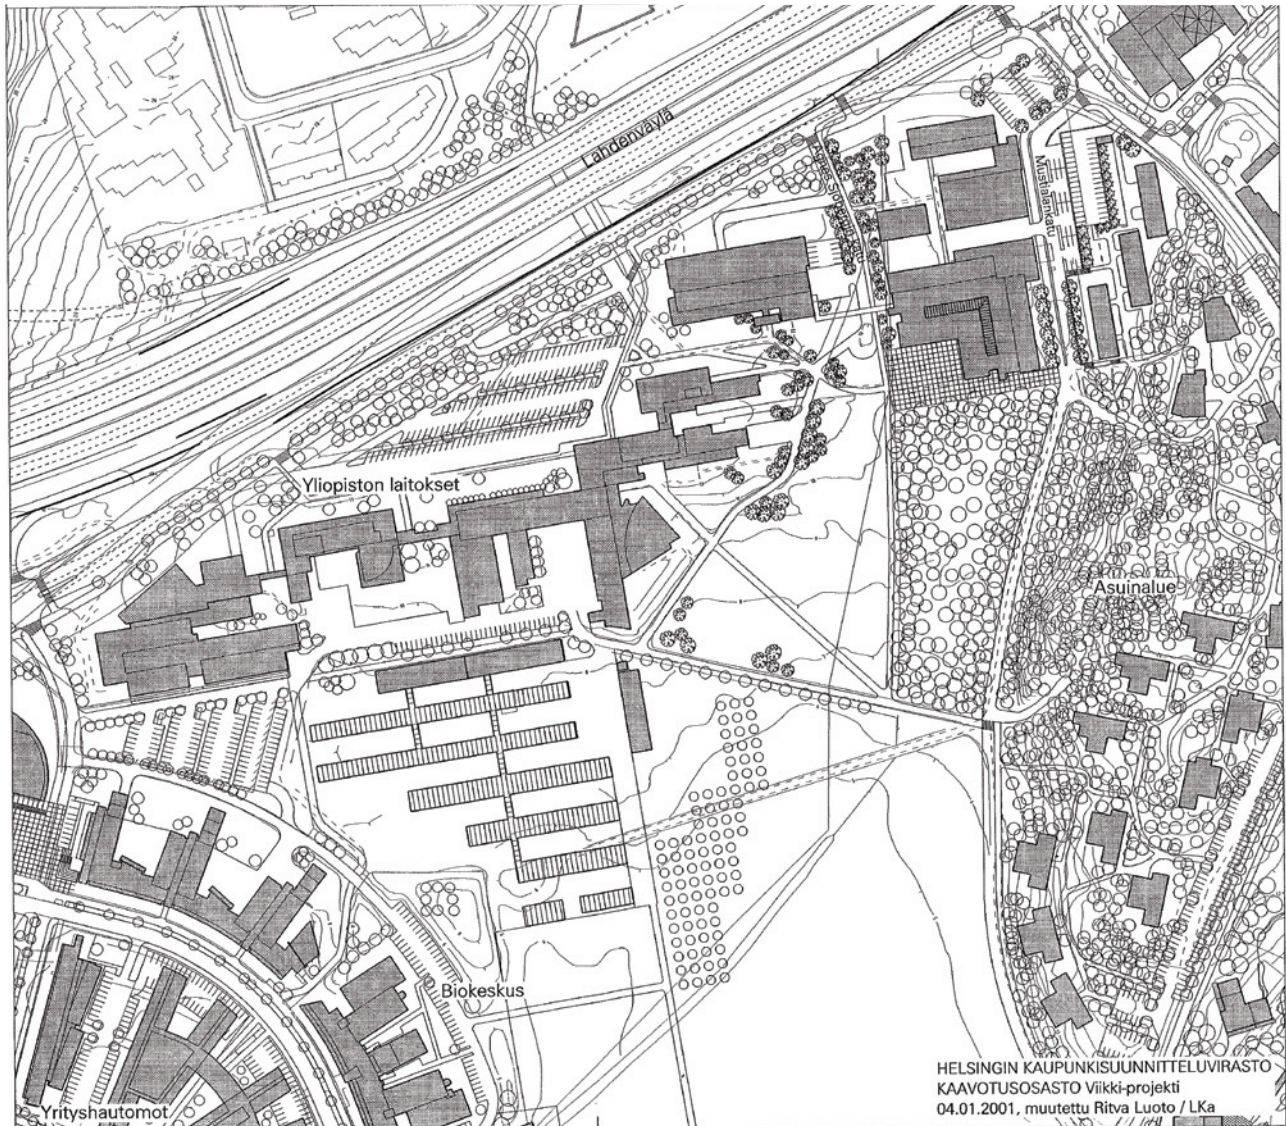 Lahdenväylä
Mustialankatu
Yliopiston laitokset
Asuinalue
Biokeskus
Yrityshautomot
HELSINGIN KAUPUNKISUUNNITTELUVIRASTO
KAAVOTUSOSASTO Viikki-projekti
04.01.2001, muutettu Ritva Luoto / LKa